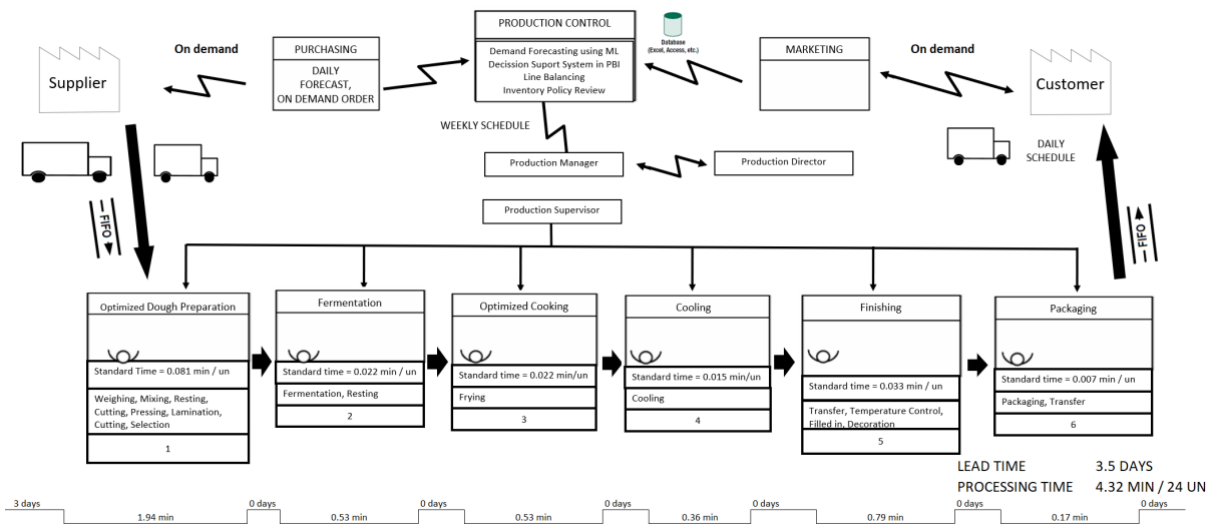 PRODUCTION CONTROL
Demand Forecasting using ML
Decission Suport System in PBI
Line Balancing
Inventory Policy Review
Database
(Excel, Access, etc.)
On demand
PURCHASING
DAILY
FORECAST,
ON DEMAND ORDER
MARKETING
On demand
Supplier
Customer
WEEKLY SCHEDULE
DAILY
SCHEDULE
Production Manager
Production Director
Production Supervisor
FIFO
FIFO
Optimized Dough Preparation
Standard Time = 0.081 min / un
Weighing, Mixing, Resting,
Cutting, Pressing, Lamination,
Cutting, Selection
1
Fermentation
Standard time = 0.022 min / un
Fermentation, Resting
2
Optimized Cooking
Standard time = 0.022 min/un
Frying
3
Cooling
Standard time = 0.015 min/un
Cooling
4
Finishing
Standard time = 0.033 min / un
Transfer, Temperature Control,
Filled in, Decoration
5
Packaging
Standard time = 0.007 min / un
Packaging, Transfer
6
LEAD TIME 3.5 DAYS
PROCESSING TIME 4.32 MIN / 24 UN
3 days 0 days 0 days 0 days 0 days 0 days 0 days
1.94 min 0.53 min 0.53 min 0.36 min 0.79 min 0.17 min